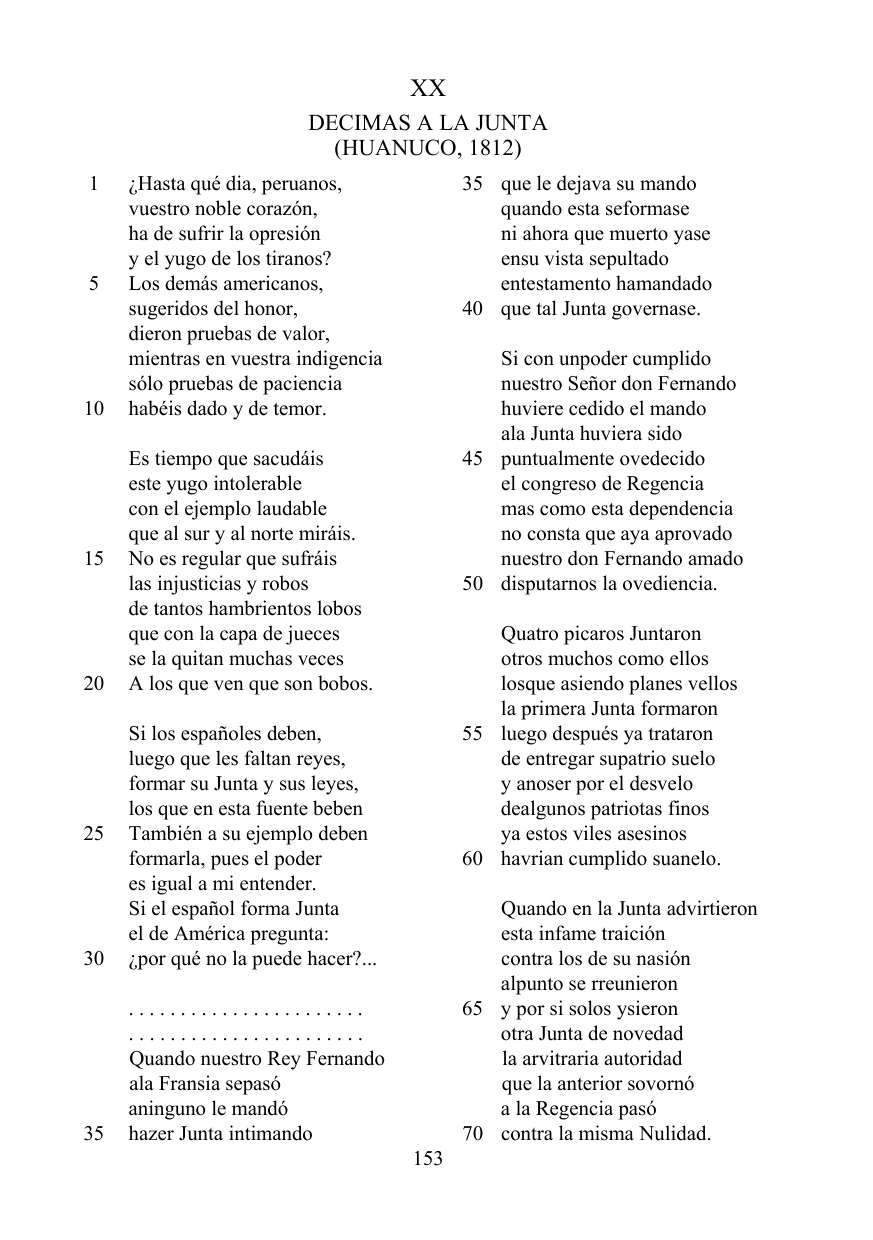 XX
DECIMAS A LA JUNTA
(HUANUCO, 1812)
1 ¿Hasta qué dia, peruanos,
vuestro noble corazón,
ha de sufrir la opresión
y el yugo de los tiranos?
5 Los demás americanos,
sugeridos del honor,
dieron pruebas de valor,
mientras en vuestra indigencia
sólo pruebas de paciencia
10 habéis dado y de temor.

Es tiempo que sacudáis
este yugo intolerable
con el ejemplo laudable
que al sur y al norte miráis.
15 No es regular que sufráis
las injusticias y robos
de tantos hambrientos lobos
que con la capa de jueces
se la quitan muchas veces
20 A los que ven que son bobos.

Si los españoles deben,
luego que les faltan reyes,
formar su Junta y sus leyes,
los que en esta fuente beben
25 También a su ejemplo deben
formarla, pues el poder
es igual a mi entender.
Si el español forma Junta
el de América pregunta:
30 ¿por qué no la puede hacer?...

. . . . . . . . . . . . . . . . . . . . . . .
. . . . . . . . . . . . . . . . . . . . . . .
Quando nuestro Rey Fernando
ala Fransia sepasó
aninguno le mandó
35 hazer Junta intimando
35 que le dejava su mando
quando esta seformase
ni ahora que muerto yase
ensu vista sepultado
entestamento hamandado
40 que tal Junta governase.

Si con unpoder cumplido
nuestro Señor don Fernando
huviere cedido el mando
ala Junta huviera sido
45 puntualmente ovedecido
el congreso de Regencia
mas como esta dependencia
no consta que aya aprovado
nuestro don Fernando amado
50 disputarnos la ovediencia.

Quatro picaros Juntaron
otros muchos como ellos
losque asiendo planes vellos
la primera Junta formaron
55 luego después ya trataron
de entregar supatrio suelo
y anoser por el desvelo
dealgunos patriotas finos
ya estos viles asesinos
60 havrian cumplido suanelo.

Quando en la Junta advirtieron
esta infame traición
contra los de su nasión
alpunto se rreunieron
65 y por si solos ysieron
otra Junta de novedad
la arvitraria autoridad
que la anterior sovornó
a la Regencia pasó
70 contra la misma Nulidad.
153